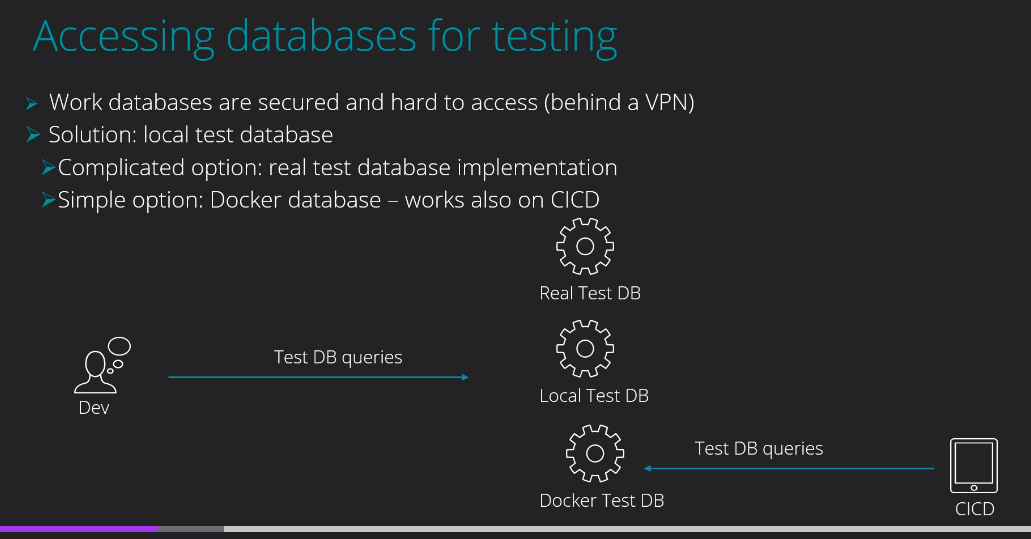 Accessing databases for testing
Work databases are secured and hard to access (behind a VPN)
Solution: local test database
Complicated option: real test database implementation
Simple option: Docker database – works also on CICD
Real Test DB
Test DB queries
Local Test DB
Dev
Test DB queries
Docker Test DB
CICD